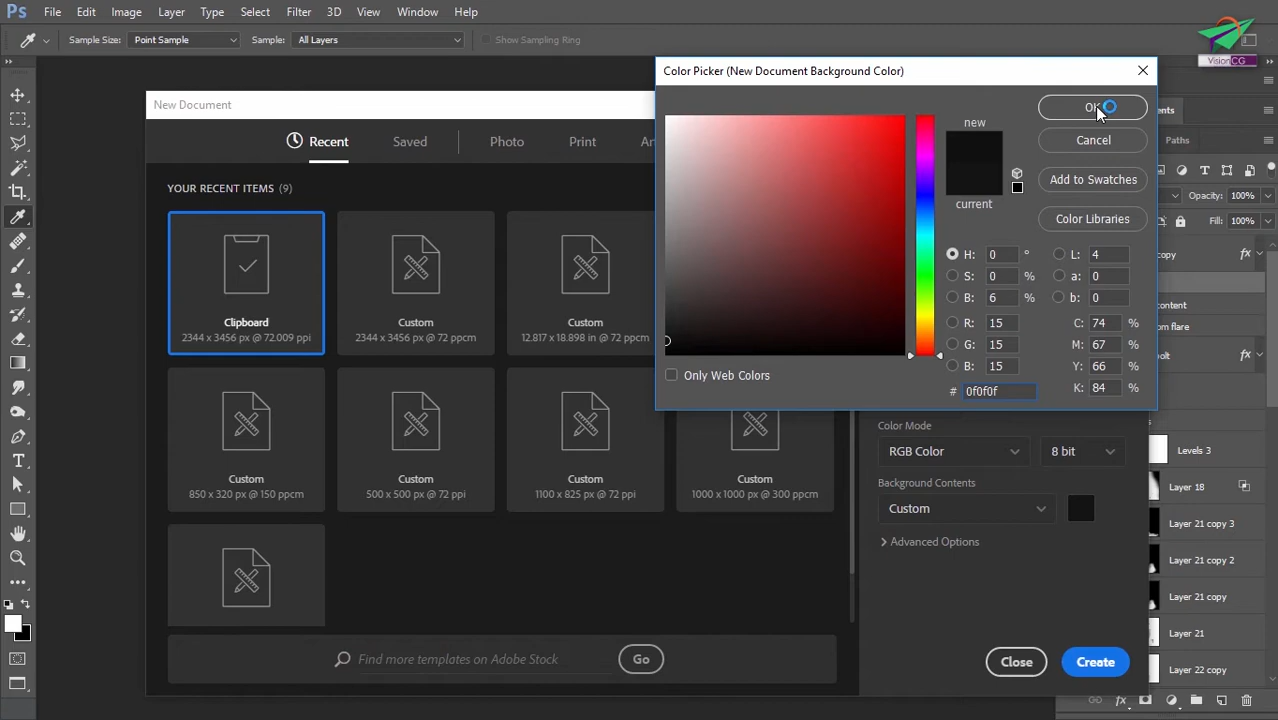 Ps File Edit Image Layer Type Select Filter 3D View Window Help
Sample Size: Point Sample Sample: All Layers Show Sampling Ring
VisionCG
Color Picker (New Document Background Color)
New Document
OK
new
Cancel
Add to Swatches
current
Color Libraries
H: 0 °
L: 4
S: 0 %
a: 0
B: 6 %
b: 0
R: 15
C: 74 %
G: 15
M: 67 %
B: 15
Y: 66 %
# 0f0f0f
K: 84 %
Only Web Colors
Recent Saved Photo Print
YOUR RECENT ITEMS (9)
Clipboard
2344 x 3456 px @ 72.009 ppi
Custom
2344 x 3456 px @ 72 ppcm
Custom
12.817 x 18.898 in @ 72 ppcm
Custom
850 x 320 px @ 150 ppcm
Custom
500 x 500 px @ 72 ppi
Custom
1100 x 825 px @ 72 ppi
Custom
1000 x 1000 px @ 300 ppcm
Find more templates on Adobe Stock Go
Color Mode
RGB Color 8 bit
Background Contents
Custom
Advanced Options
Close Create
Paths
Opacity: 100%
Fill: 100%
copy fx
fx
Levels 3
Layer 18
Layer 21 copy 3
Layer 21 copy 2
Layer 21 copy
Layer 21
Layer 22 copy
fx